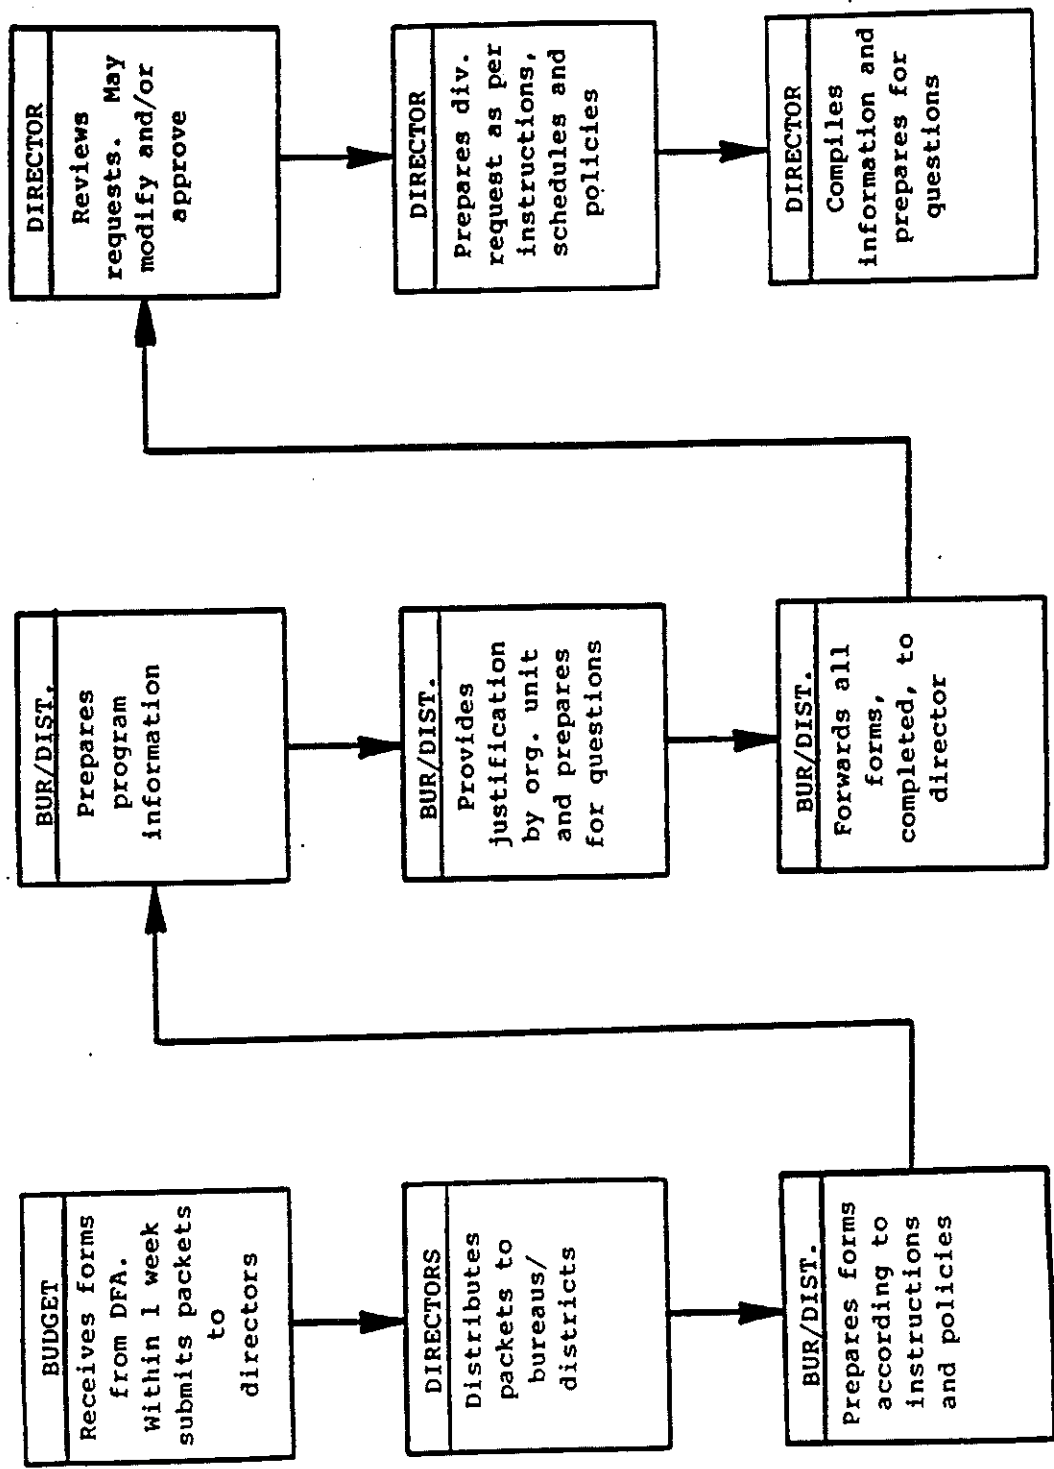 BUDGET
Receives forms
from DFA.
Within 1 week
submits packets
to
directors
DIRECTORS
Distributes
packets to
bureaus/
districts
BUR/DIST.
Prepares forms
according to
instructions
and policies
BUR/DIST.
Prepares
program
information
BUR/DIST.
Provides
justification
by org. unit
and prepares
for questions
BUR/DIST.
Forwards all
forms,
completed, to
director
DIRECTOR
Reviews
requests. May
modify and/or
approve
DIRECTOR
Prepares div.
request as per
instructions,
schedules and
policies
DIRECTOR
Compiles
information and
prepares for
questions